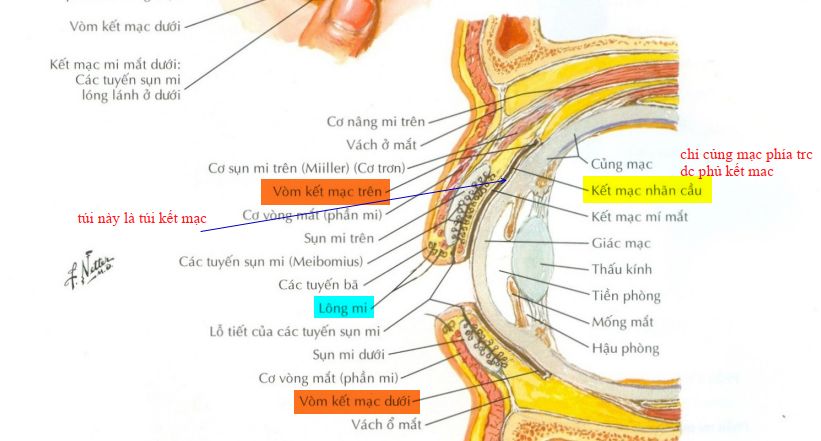 Vòm kết mạc dưới
Kết mạc mi mắt dưới:
Các tuyến sụn mi
lóng lánh ở dưới
Cơ nâng mi trên
Vách ở mắt
Cơ sụn mi trên (Miiller) (Cơ trơn)
Vòm kết mạc trên
túi này là túi kết mạc
Cơ vòng mắt (phần mi)
Sụn mi trên
Các tuyến sụn mi (Meibomius)
Các tuyến bã
Lông mi
Lỗ tiết của các tuyến sụn mi
Sụn mi dưới
Cơ vòng mắt (phần mi)
Vòm kết mạc dưới
Vách ổ mắt
Củng mạc
chỉ củng mạc phía trc
dc phủ kết mac
Kết mạc nhãn cầu
Kết mạc mí mắt
Giác mạc
Thấu kính
Tiền phòng
Mống mắt
Hậu phòng
F. Netter
M.D.